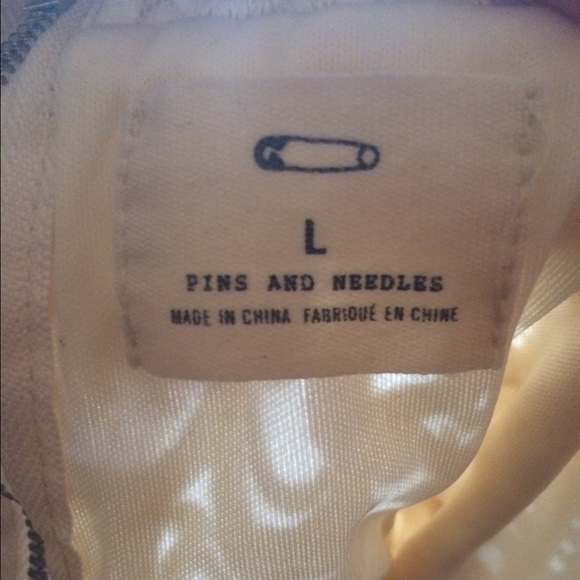 L
PINS AND NEEDLES
MADE IN CHINA FABRIQUÉ EN CHINE